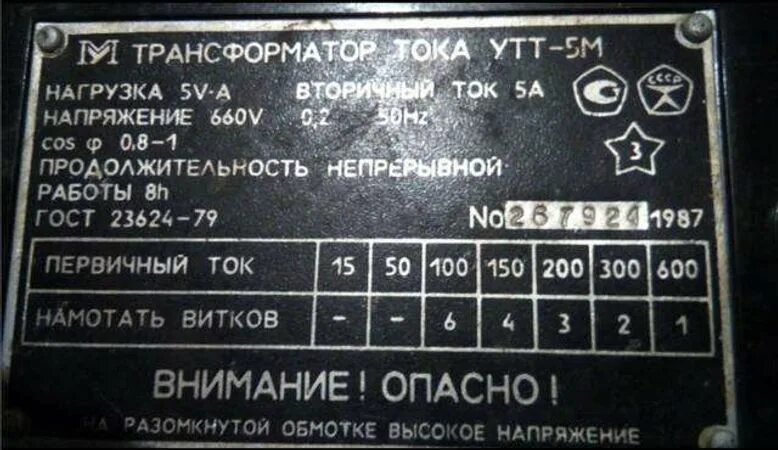 ТРАНСФОРМАТОР ТОКА УТТ-5М
НАГРУЗКА 5V·A ВТОРИЧНЫЙ ТОК 5А
НАПРЯЖЕНИЕ 660V 0,2 50Hz
СССР
cos φ 0,8-1
3
ПРОДОЛЖИТЕЛЬНОСТЬ НЕПРЕРЫВНОЙ
РАБОТЫ 8h
ГОСТ 23624-79 No 267924 1987
ПЕРВИЧНЫЙ ТОК 15 50 100 150 200 300 600
НАМОТАТЬ ВИТКОВ - - 6 4 3 2 1
ВНИМАНИЕ! ОПАСНО!
НА РАЗОМКНУТОЙ ОБМОТКЕ ВЫСОКОЕ НАПРЯЖЕНИЕ